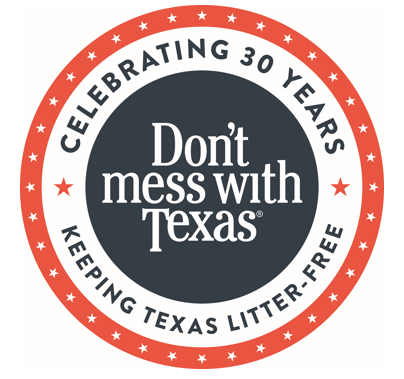 CELEBRATING 30 YEARS
Don't
mess with
Texas®
KEEPING TEXAS LITTER-FREE